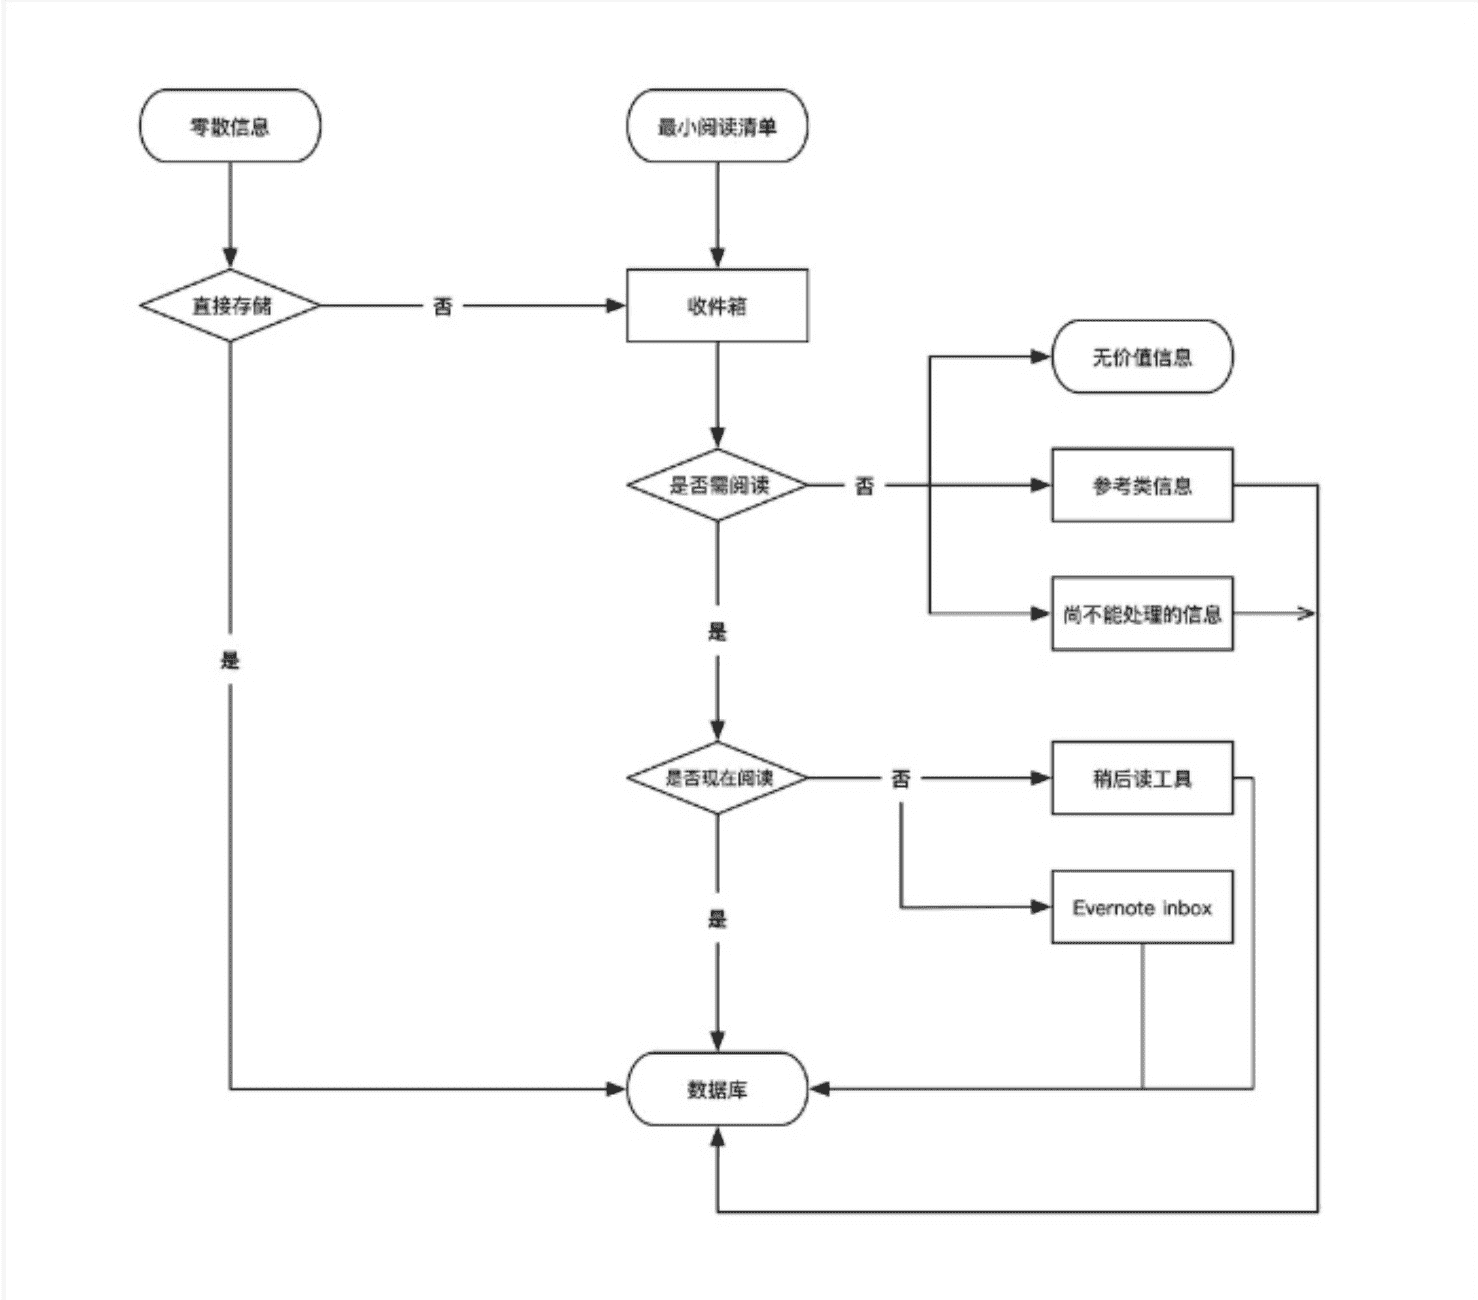 零散信息
最小阅读清单
直接存储
否
收件箱
无价值信息
是否需阅读
否
参考类信息
尚不能处理的信息
是
是
是否现在阅读
否
稍后读工具
Evernote inbox
是
数据库